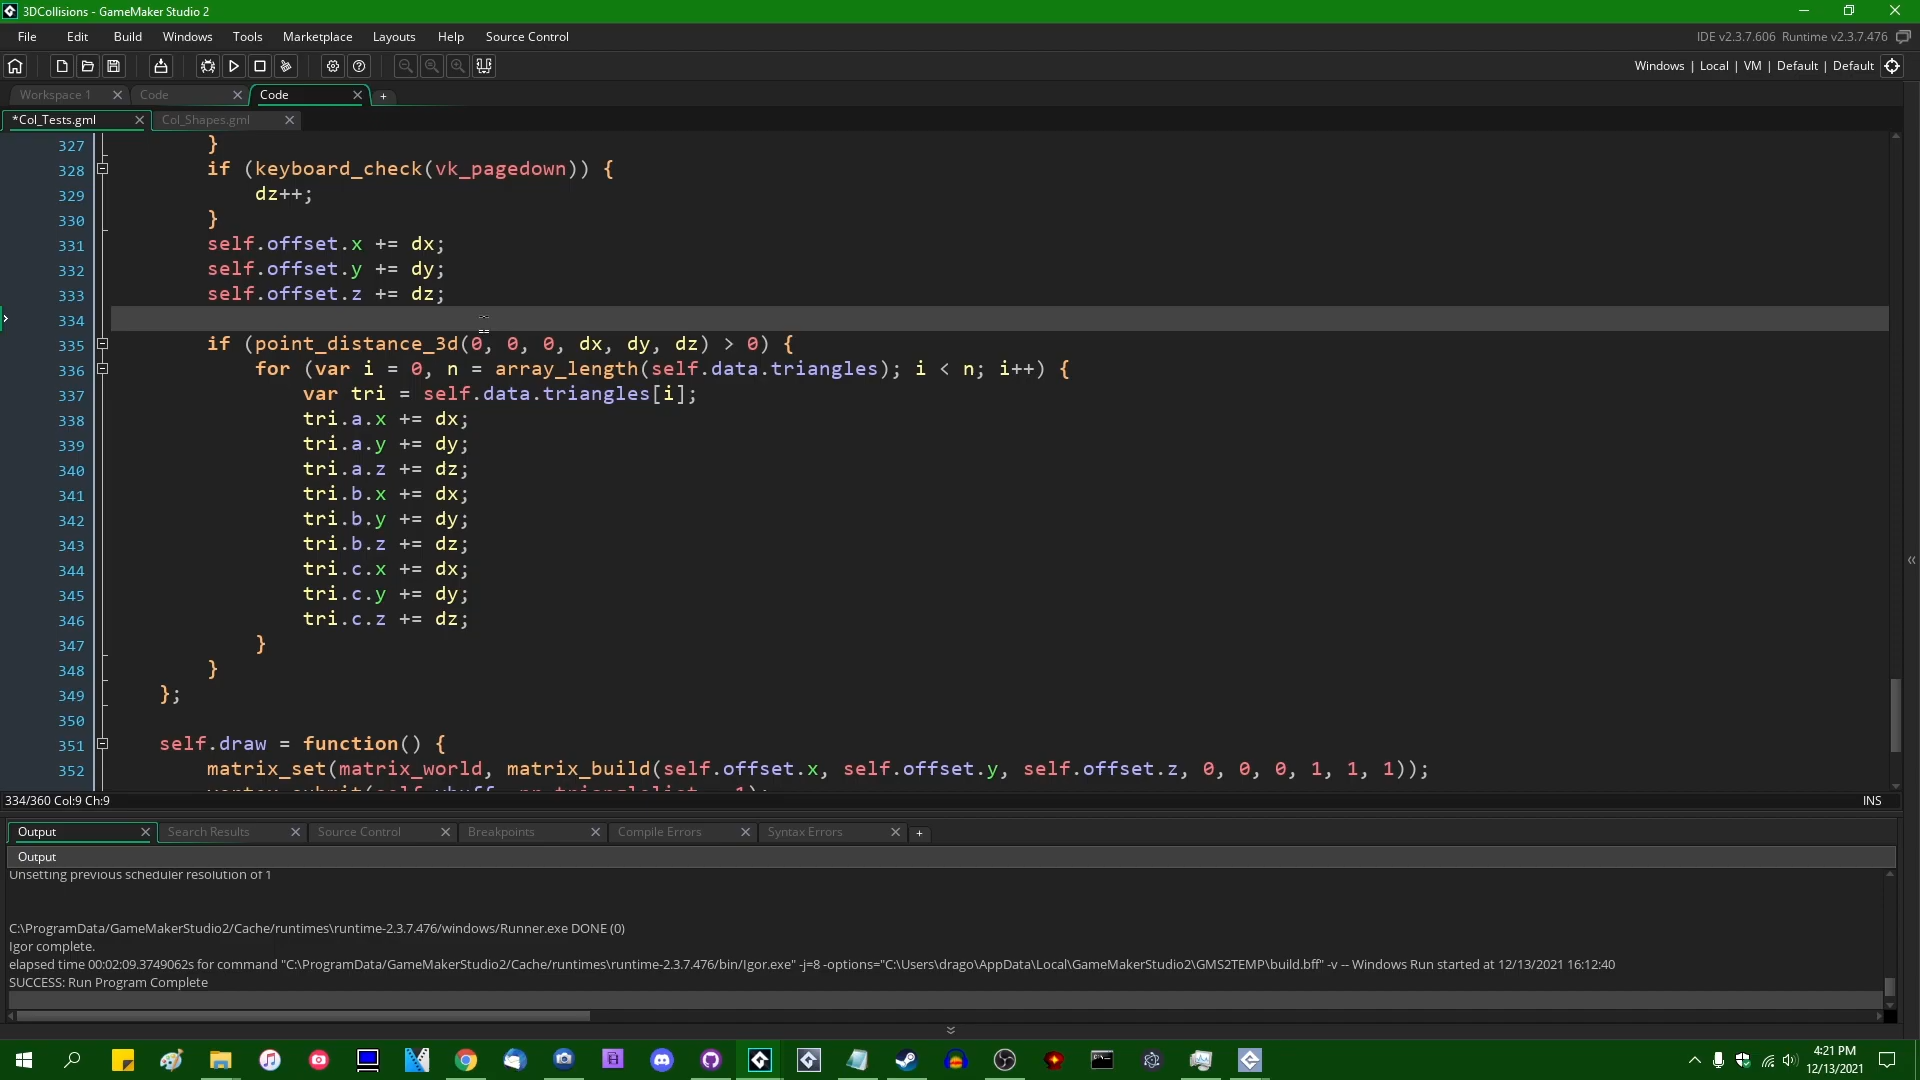 3DCollisions - GameMaker Studio 2
File Edit Build Windows Tools Marketplace Layouts Help Source Control
IDE v2.3.7.606 Runtime v2.3.7.476
Windows | Local | VM | Default | Default
Workspace 1 Code Code
*Col_Tests.gml Col_Shapes.gml
327 }
328 if (keyboard_check(vk_pagedown)) {
329 dz++;
330 }
331 self.offset.x += dx;
332 self.offset.y += dy;
333 self.offset.z += dz;
334
335 if (point_distance_3d(0, 0, 0, dx, dy, dz) > 0) {
336 for (var i = 0, n = array_length(self.data.triangles); i < n; i++) {
337 var tri = self.data.triangles[i];
338 tri.a.x += dx;
339 tri.a.y += dy;
340 tri.a.z += dz;
341 tri.b.x += dx;
342 tri.b.y += dy;
343 tri.b.z += dz;
344 tri.c.x += dx;
345 tri.c.y += dy;
346 tri.c.z += dz;
347 }
348 }
349 };
350
351 self.draw = function() {
352 matrix_set(matrix_world, matrix_build(self.offset.x, self.offset.y, self.offset.z, 0, 0, 0, 1, 1, 1));
334/360 Col:9 Ch:9 INS
Output Search Results Source Control Breakpoints Compile Errors Syntax Errors
Output
Unsetting previous scheduler resolution of 1
C:\ProgramData/GameMakerStudio2/Cache/runtimes\runtime-2.3.7.476/windows/Runner.exe DONE (0)
Igor complete.
elapsed time 00:02:09.3749062s for command "C:\ProgramData/GameMakerStudio2/Cache/runtimes\runtime-2.3.7.476/bin/Igor.exe" -j=8 -options="C:\Users\drago\AppData\Local\GameMakerStudio2\GMS2TEMP\build.bff" -v -- Windows Run started at 12/13/2021 16:12:40
SUCCESS: Run Program Complete
4:21 PM
12/13/2021